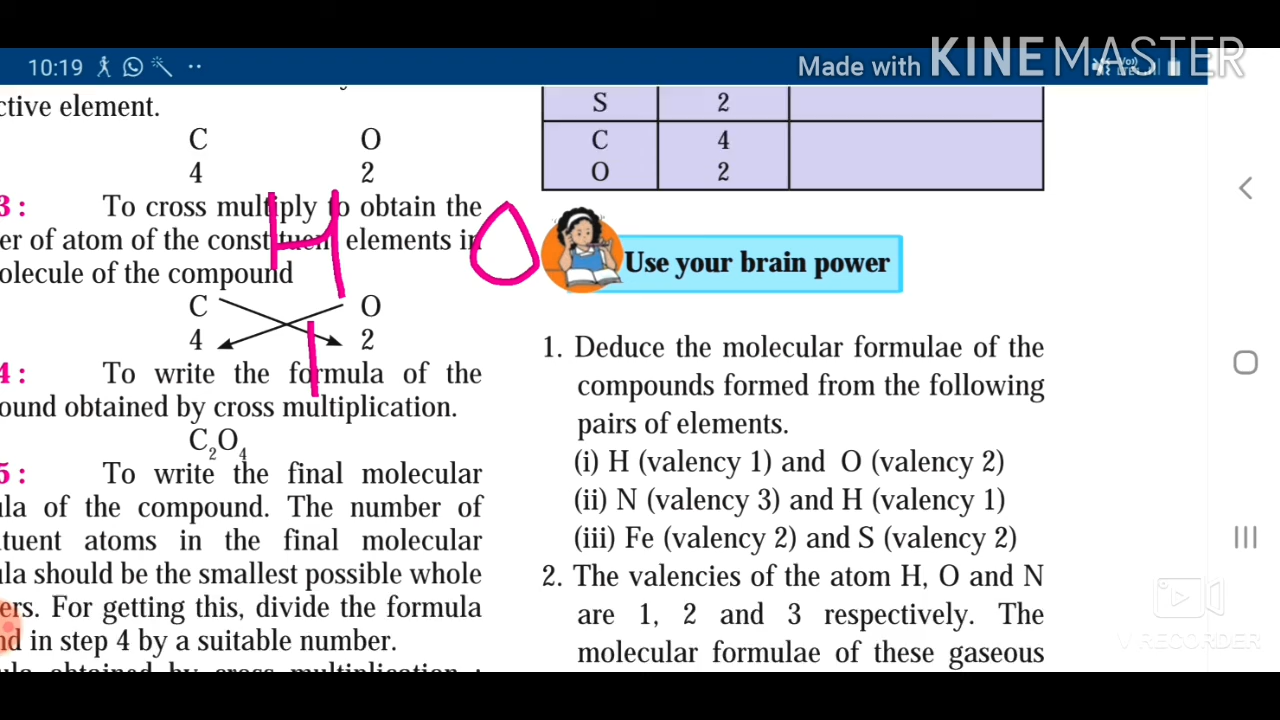 Made with KINEMASTER
10:19
ctive element.
C O
4 2
3 : To cross multiply to obtain the
er of atom of the constituent elements in
olecule of the compound
C O
4 2
4 : To write the formula of the
ound obtained by cross multiplication.
C₂O₄
5 : To write the final molecular
ula of the compound. The number of
tuent atoms in the final molecular
ula should be the smallest possible whole
ers. For getting this, divide the formula
nd in step 4 by a suitable number.
H O
1
S 2
C 4
O 2
Use your brain power
1. Deduce the molecular formulae of the
compounds formed from the following
pairs of elements.
(i) H (valency 1) and O (valency 2)
(ii) N (valency 3) and H (valency 1)
(iii) Fe (valency 2) and S (valency 2)
2. The valencies of the atom H, O and N
are 1, 2 and 3 respectively. The
molecular formulae of these gaseous
V RECORDER